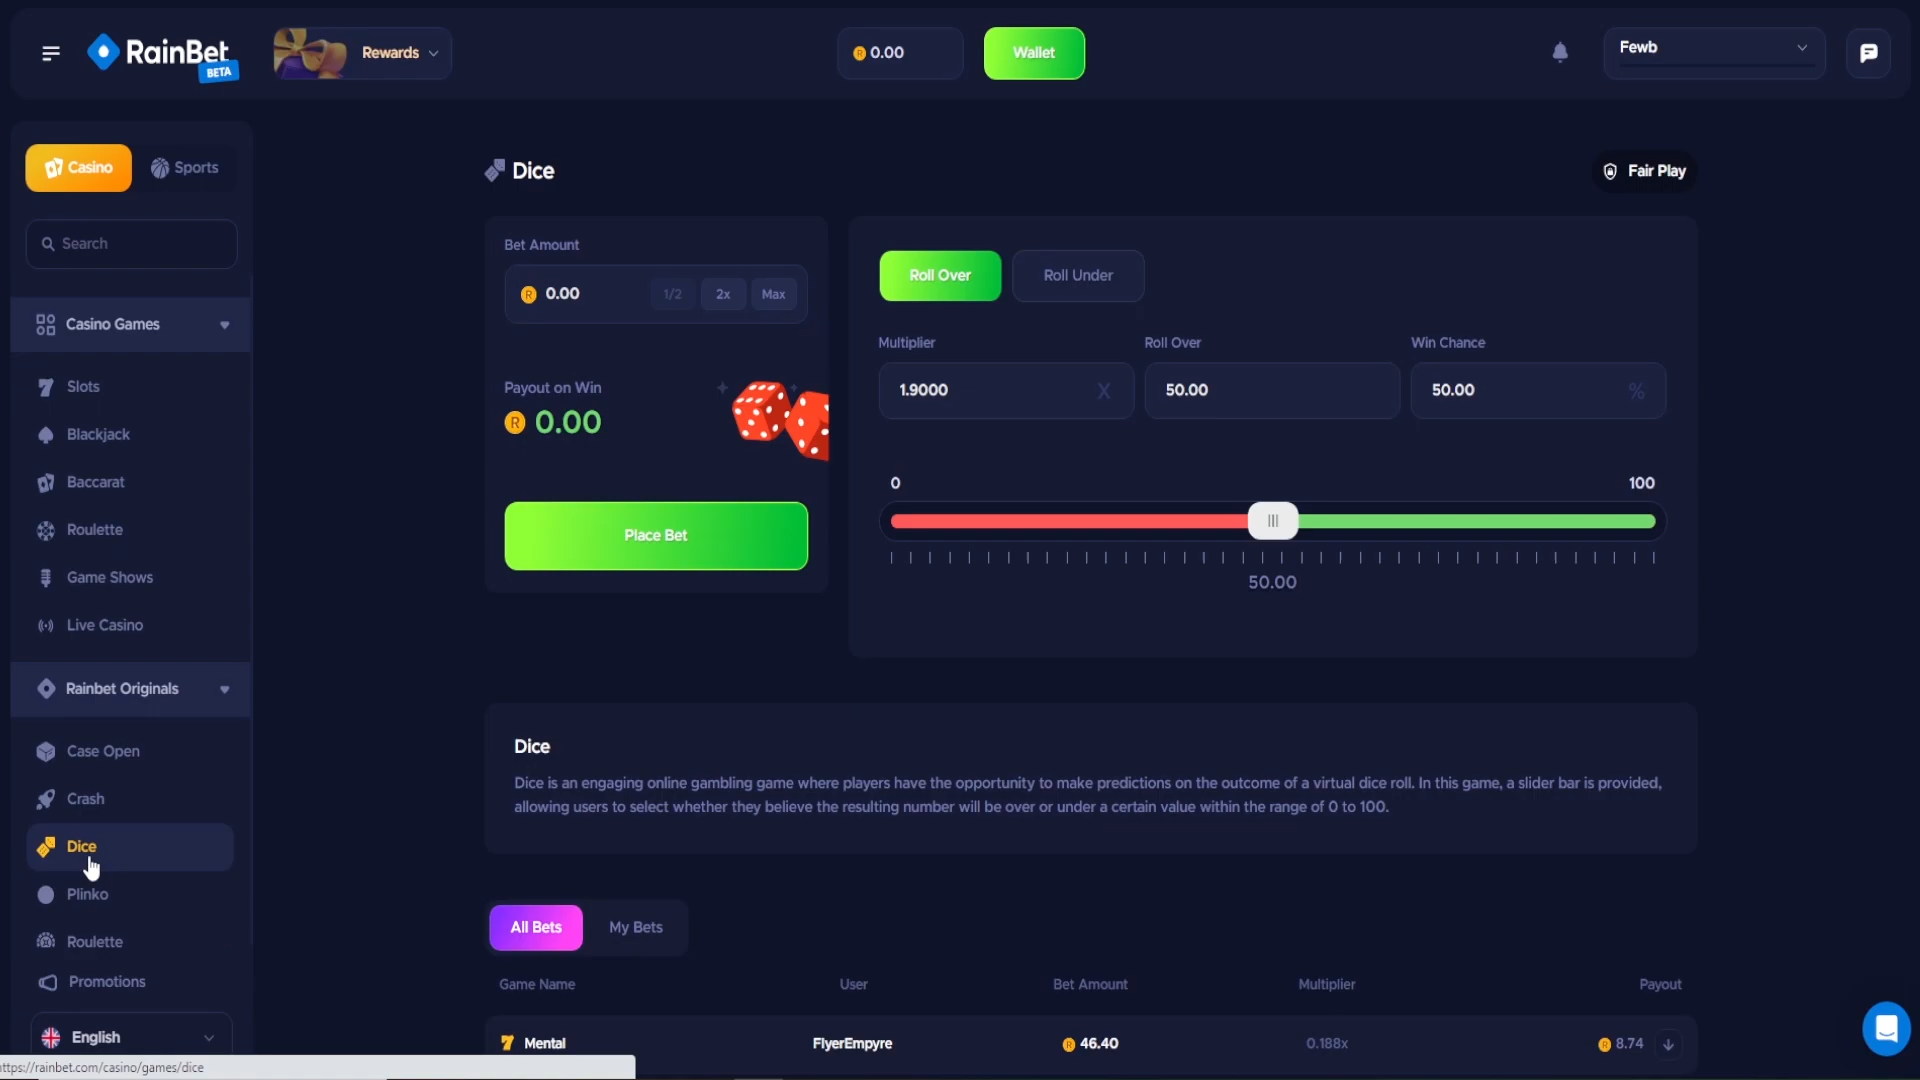 RainBet
BETA
Rewards
0.00
Wallet
Fewb
Casino
Sports
Search
Casino Games
Slots
Blackjack
Baccarat
Roulette
Game Shows
Live Casino
Rainbet Originals
Case Open
Crash
Dice
Plinko
Roulette
Promotions
English
ttps://rainbet.com/casino/games/dice
Dice
Fair Play
Bet Amount
R 0.00 1/2 2x Max
Payout on Win
R 0.00
Place Bet
Roll Over Roll Under
Multiplier Roll Over Win Chance
1.9000 X 50.00 50.00 %
0 100
50.00
Dice
Dice is an engaging online gambling game where players have the opportunity to make predictions on the outcome of a virtual dice roll. In this game, a slider bar is provided,
allowing users to select whether they believe the resulting number will be over or under a certain value within the range of 0 to 100.
All Bets My Bets
Game Name User Bet Amount Multiplier Payout
Mental FlyerEmpyre R 46.40 0.188x R 8.74